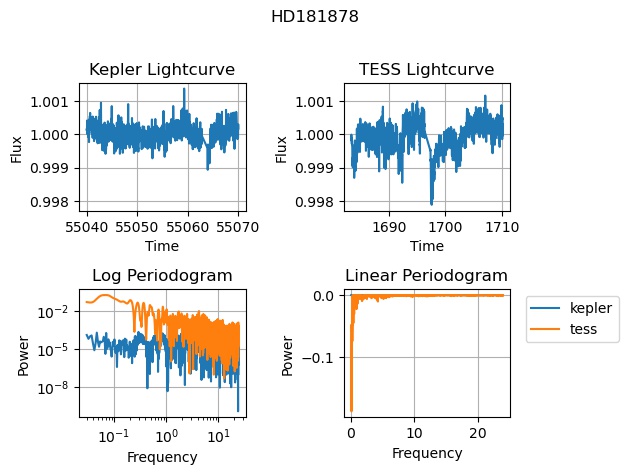 HD181878
Kepler Lightcurve
1.001
1.000
0.999
0.998
Flux
55040 55050 55060 55070
Time
TESS Lightcurve
1.001
1.000
0.999
0.998
Flux
1690 1700 1710
Time
Log Periodogram
10⁻²
10⁻⁵
10⁻⁸
Power
10⁻¹ 10⁰ 10¹
Frequency
Linear Periodogram
0.0
−0.1
Power
0 20
Frequency
kepler
tess